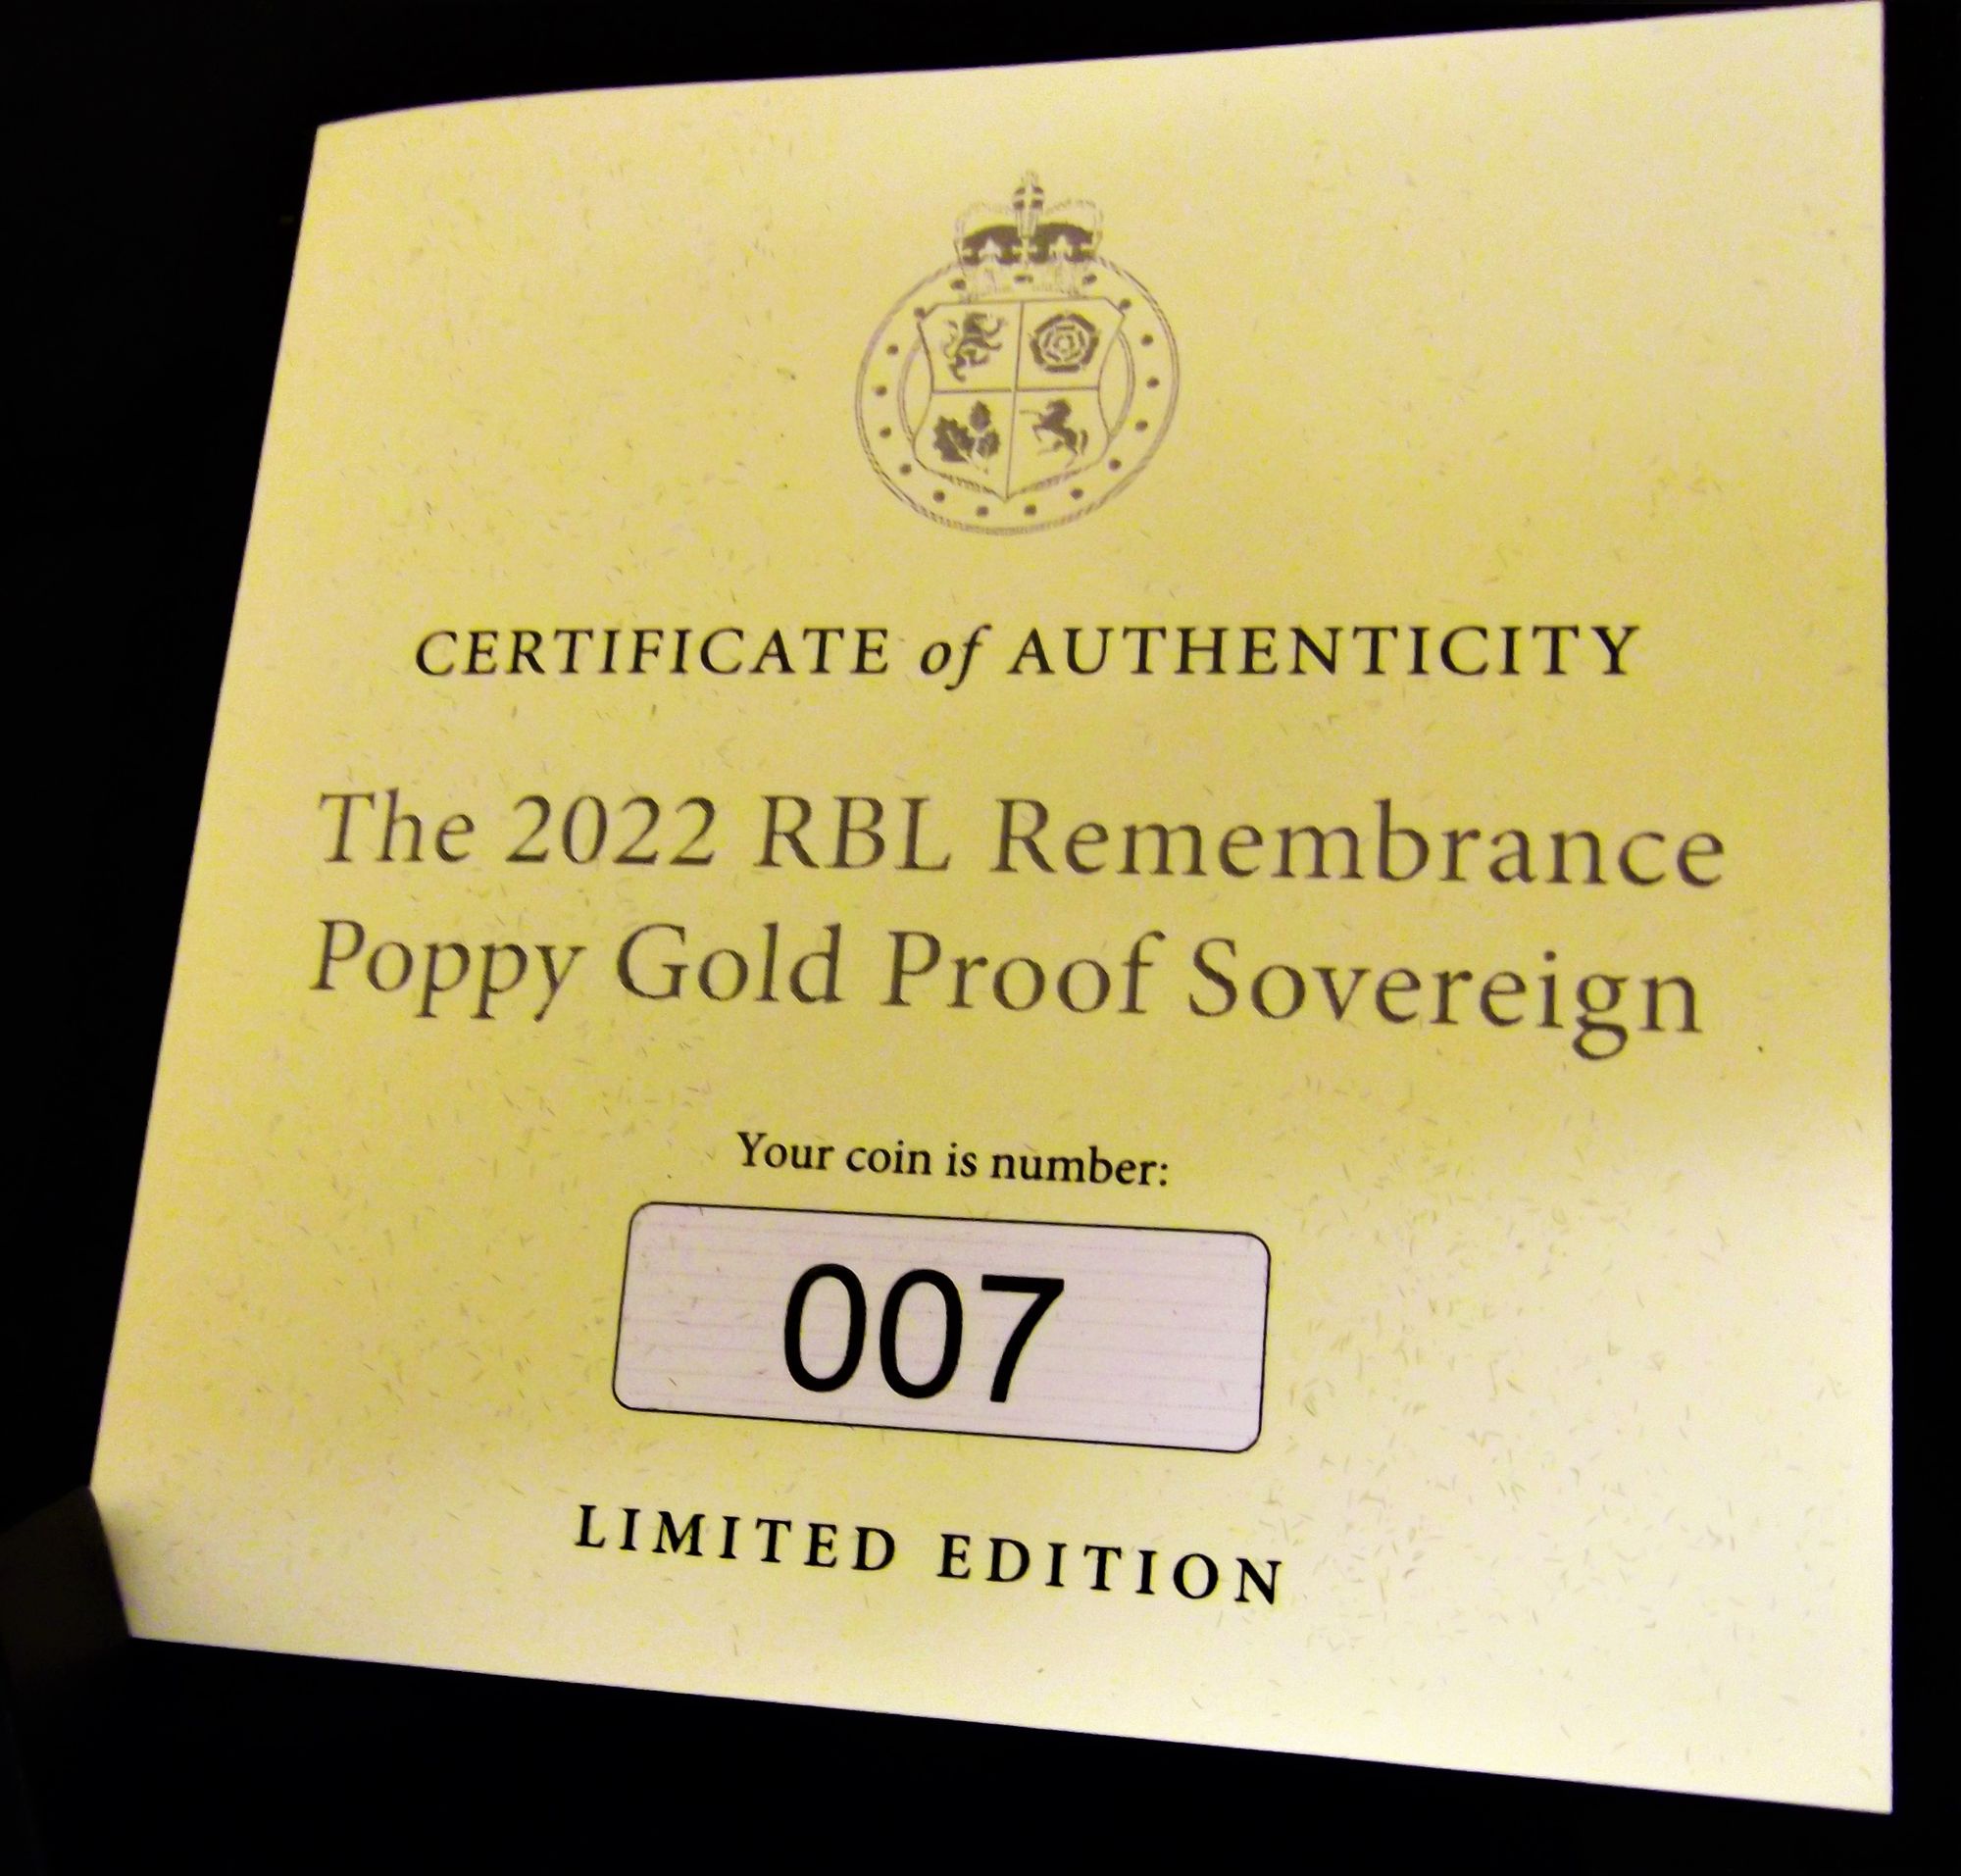 CERTIFICATE of AUTHENTICITY
The 2022 RBL Remembrance
Poppy Gold Proof Sovereign
Your coin is number:
007
LIMITED EDITION